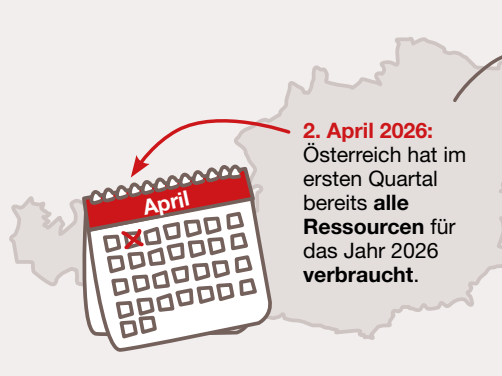 April
2. April 2026:
Österreich hat im
ersten Quartal
bereits alle
Ressourcen für
das Jahr 2026
verbraucht.